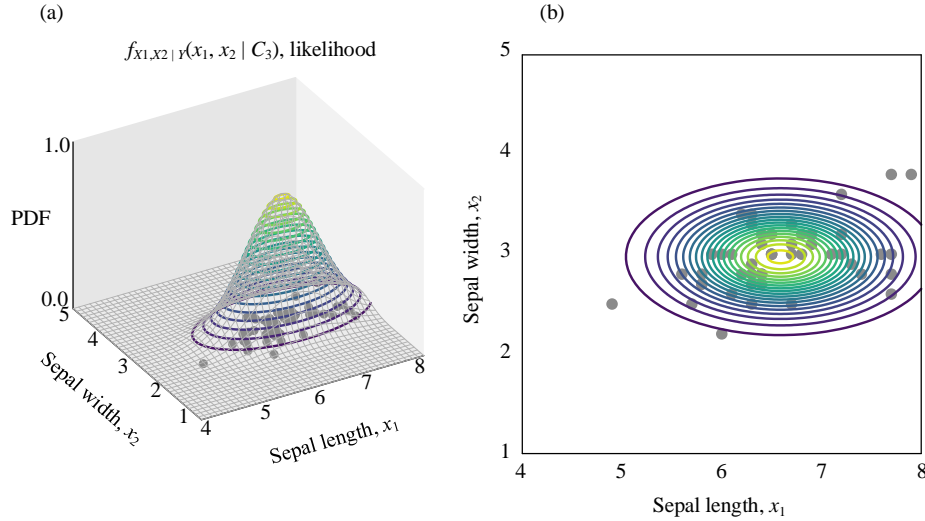 (a)
f_{X1,X2 | Y}(x_1, x_2 | C_3), likelihood
1.0
PDF
0.0
5
4
3
2
1
Sepal width, x_2
4
5
6
7
8
Sepal length, x_1
(b)
5
4
3
2
1
Sepal width, x_2
4
5
6
7
8
Sepal length, x_1